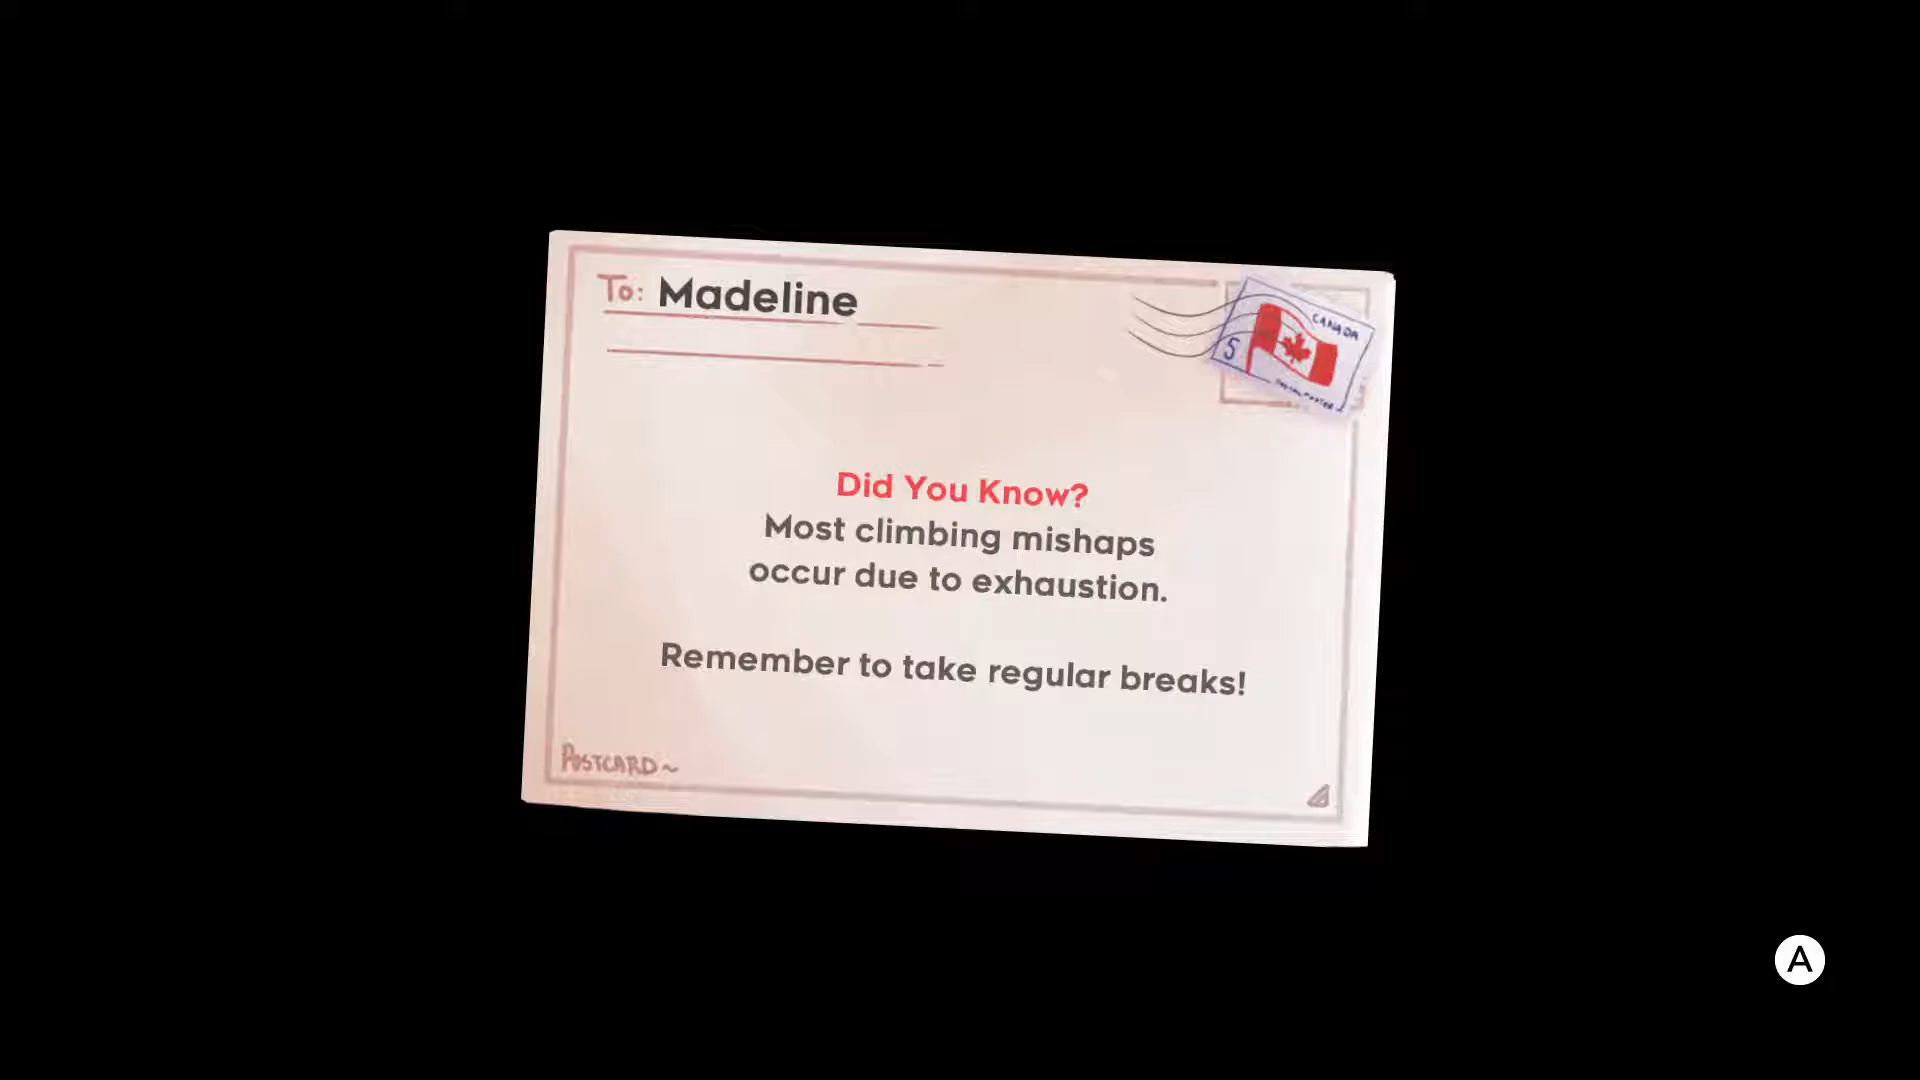 To: Madeline
CANADA
5
Did You Know?
Most climbing mishaps
occur due to exhaustion.
Remember to take regular breaks!
POSTCARD~
A